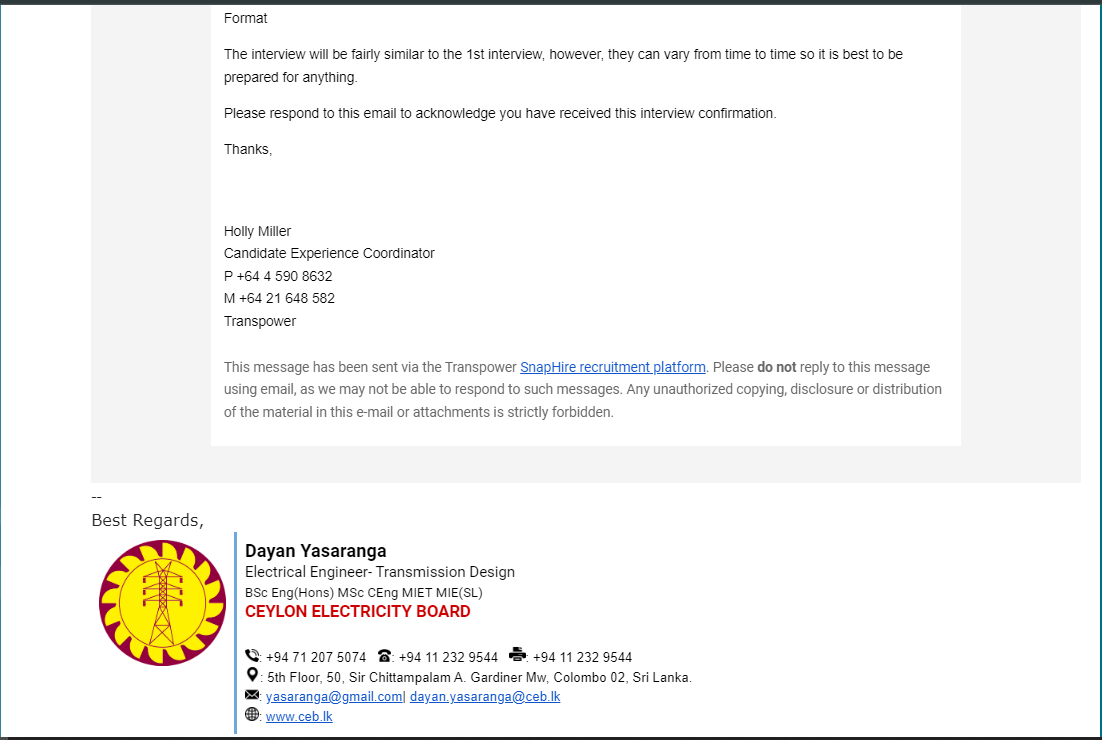 Format
The interview will be fairly similar to the 1st interview, however, they can vary from time to time so it is best to be
prepared for anything.
Please respond to this email to acknowledge you have received this interview confirmation.
Thanks,
Holly Miller
Candidate Experience Coordinator
P +64 4 590 8632
M +64 21 648 582
Transpower
This message has been sent via the Transpower SnapHire recruitment platform. Please do not reply to this message
using email, as we may not be able to respond to such messages. Any unauthorized copying, disclosure or distribution
of the material in this e-mail or attachments is strictly forbidden.
--
Best Regards,
Dayan Yasaranga
Electrical Engineer- Transmission Design
BSc Eng(Hons) MSc CEng MIET MIE(SL)
CEYLON ELECTRICITY BOARD
: +94 71 207 5074 : +94 11 232 9544 : +94 11 232 9544
: 5th Floor, 50, Sir Chittampalam A. Gardiner Mw, Colombo 02, Sri Lanka.
: yasaranga@gmail.com| dayan.yasaranga@ceb.lk
: www.ceb.lk